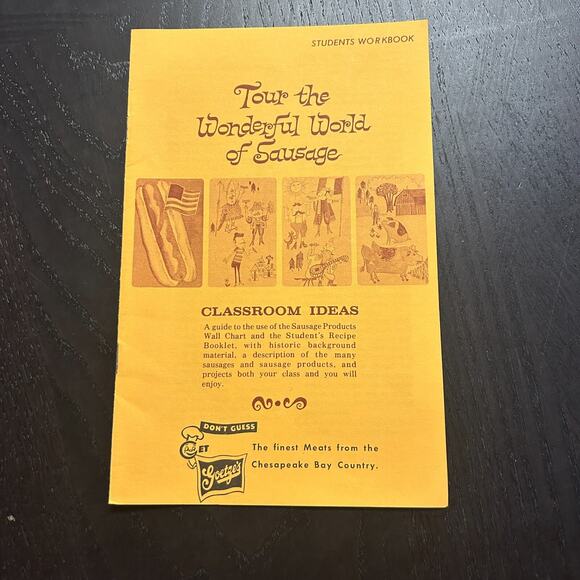 STUDENTS WORKBOOK
Tour the
Wonderful World
of Sausage
CLASSROOM IDEAS
A guide to the use of the Sausage Products
Wall Chart and the Student's Recipe
Booklet, with historic background
material, a description of the many
sausages and sausage products, and
projects both your class and you will
enjoy.
DON'T GUESS
GET
Goetze's
The finest Meats from the
Chesapeake Bay Country.